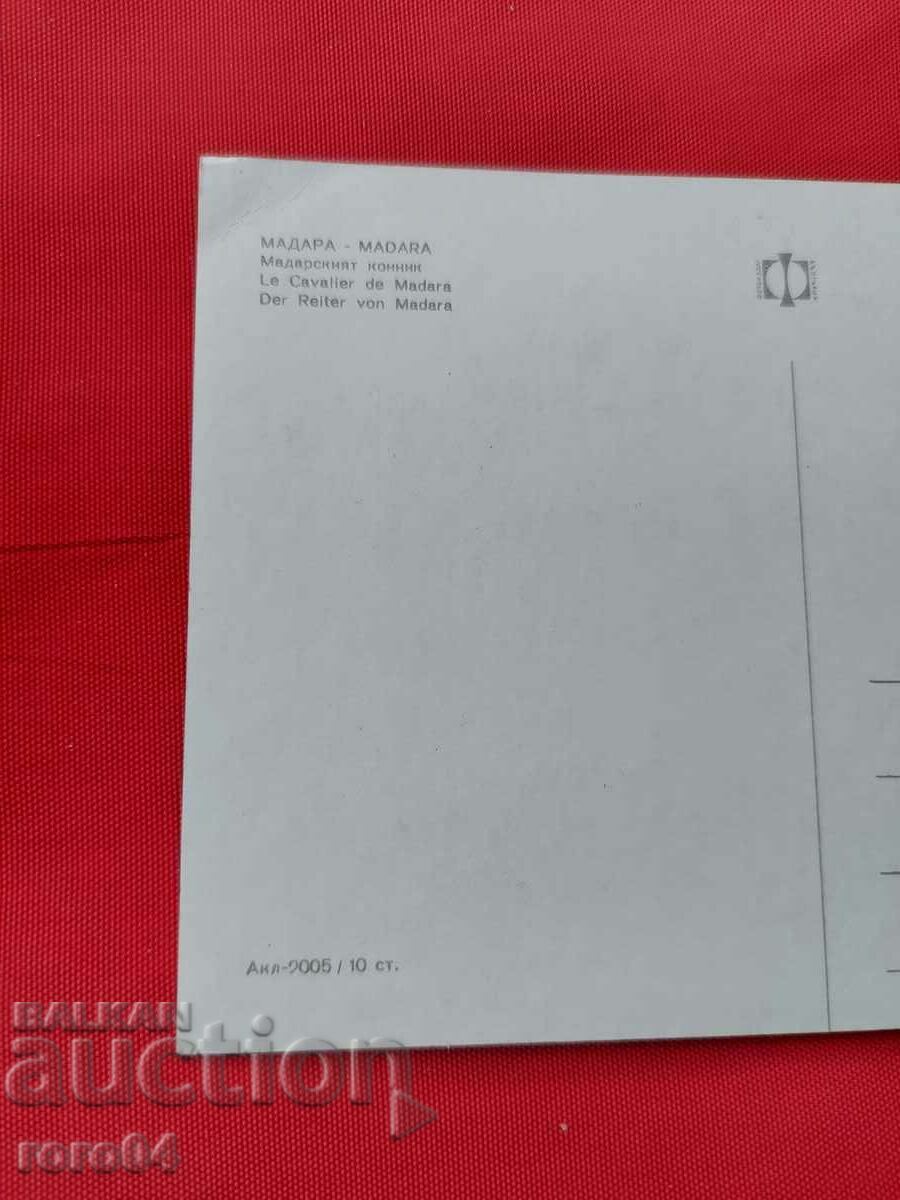 МАДАРА - MADARA
Мадарският конник
Le Cavalier de Madara
Der Reiter von Madara
Акл-2005 / 10 ст.
BALKAN
auction
roro04